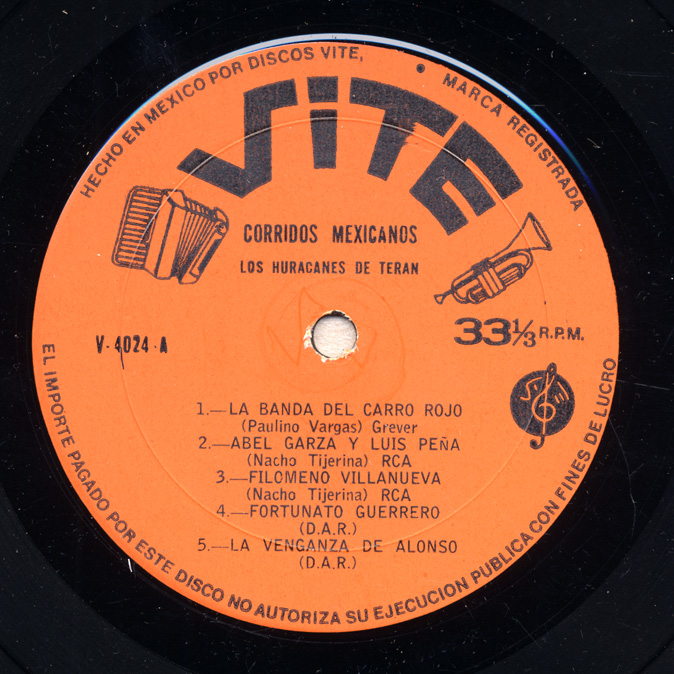 HECHO EN MEXICO POR DISCOS VITE, • MARCA REGISTRADA
ViTE
CORRIDOS MEXICANOS
LOS HURACANES DE TERAN
33⅓ R.P.M.
V-4024-A
1.—LA BANDA DEL CARRO ROJO
(Paulino Vargas) Grever
2.—ABEL GARZA Y LUIS PEÑA
(Nacho Tijerina) RCA
3.—FILOMENO VILLANUEVA
(Nacho Tijerina) RCA
4.—FORTUNATO GUERRERO
(D.A.R.)
5.—LA VENGANZA DE ALONSO
(D.A.R.)
EL IMPORTE PAGADO POR ESTE DISCO NO AUTORIZA SU EJECUCION PUBLICA CON FINES DE LUCRO